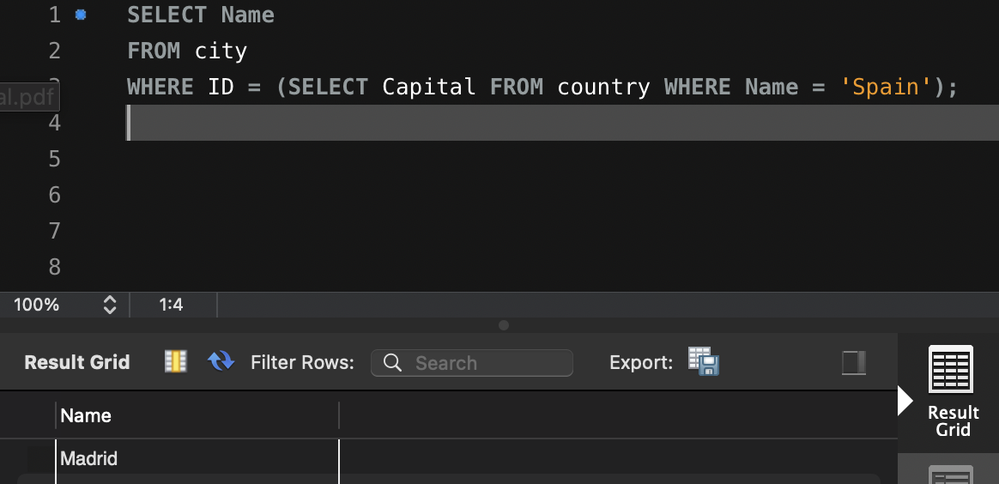 1 SELECT Name
2 FROM city
WHERE ID = (SELECT Capital FROM country WHERE Name = 'Spain');
al.pdf
4
5
6
7
8
100% 1:4
Result Grid Filter Rows: Search Export:
Result
Grid
Name
Madrid